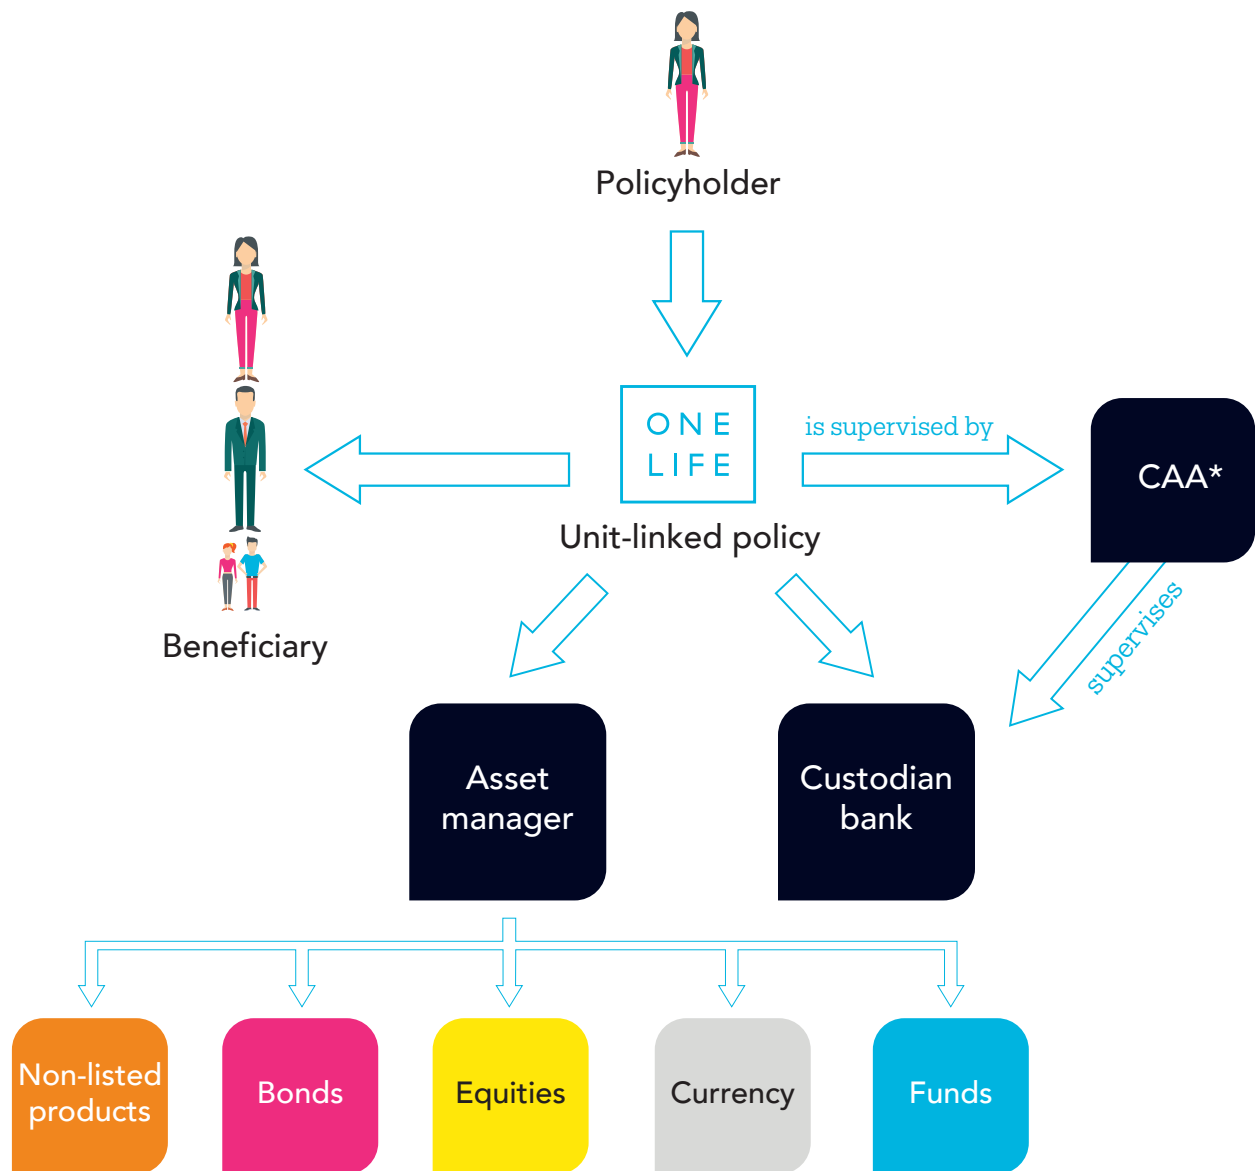 Policyholder
ONE
LIFE
is supervised by
CAA*
Unit-linked policy
supervises
Beneficiary
Asset
manager
Custodian
bank
Non-listed
products
Bonds
Equities
Currency
Funds